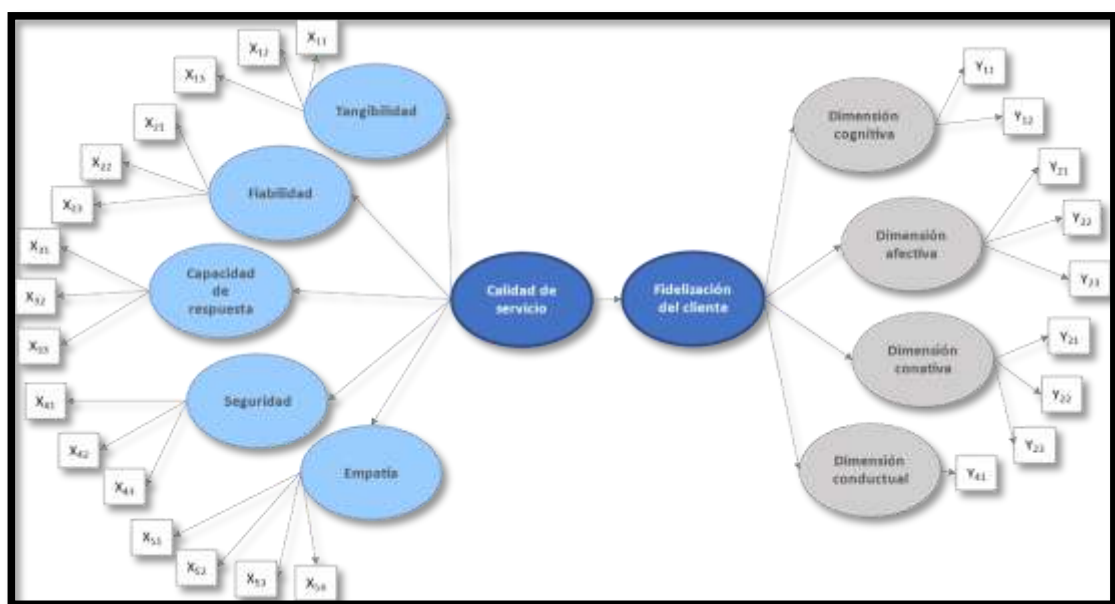 X₁₁
X₁₂
X₁₃
Tangibilidad
X₂₁
X₂₂
X₂₃
Fiabilidad
X₃₁
X₃₂
X₃₃
Capacidad
de
respuesta
X₄₁
X₄₂
X₄₃
Seguridad
X₅₁
X₅₂
X₅₃
X₅₄
Empatía
Calidad de
servicio
Fidelización
del cliente
Dimensión
cognitiva
Y₁₁
Y₁₂
Dimensión
afectiva
Y₂₁
Y₂₂
Y₂₃
Dimensión
conativa
Y₂₁
Y₂₂
Y₂₃
Dimensión
conductual
Y₄₁